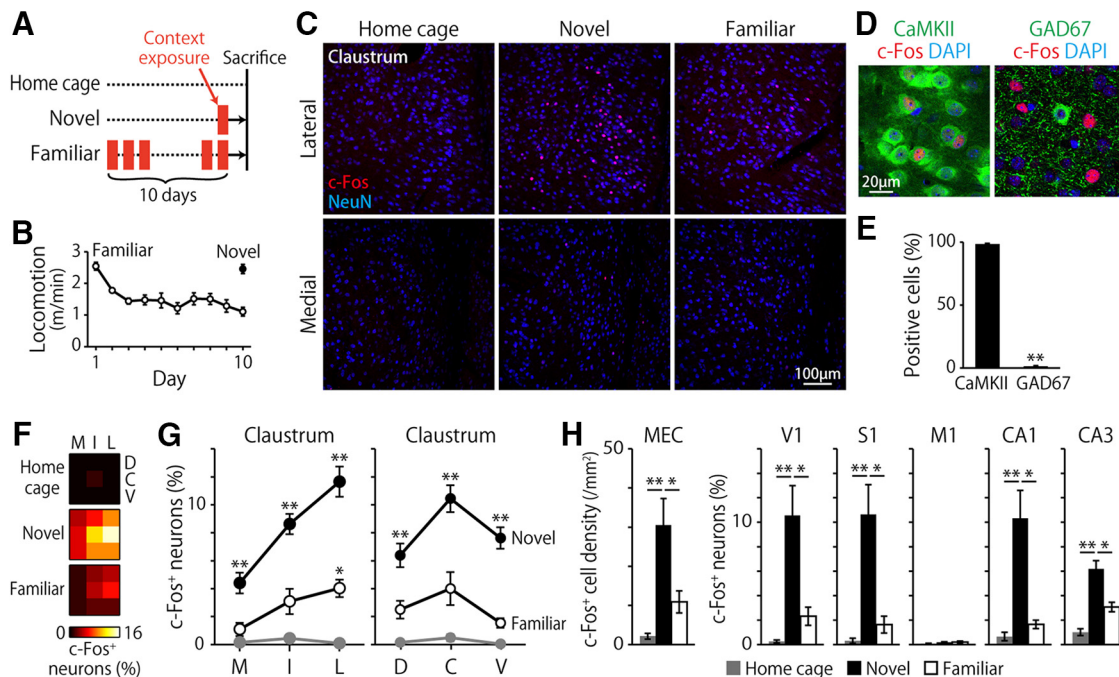 A
Context
exposure
Sacrifice
Home cage
Novel
Familiar
10 days
B
Familiar
Novel
3
2
1
0
Locomotion
(m/min)
1
10
Day
C
Home cage
Novel
Familiar
Claustrum
Lateral
c-Fos
NeuN
Medial
100μm
D
CaMKII
c-Fos DAPI
GAD67
c-Fos DAPI
20μm
E
Positive cells (%)
100
50
0
**
CaMKII
GAD67
F
M I L
Home
cage
D
C
V
Novel
Familiar
0
16
c-Fos+
neurons (%)
G
Claustrum
Claustrum
c-Fos+ neurons (%)
10
0
**
**
**
*
**
**
**
Novel
Familiar
M
I
L
D
C
V
H
MEC
V1
S1
M1
CA1
CA3
c-Fos+ cell density (/mm²)
50
0
** *
c-Fos+ neurons (%)
10
0
** *
** *
** *
** *
Home cage
Novel
Familiar